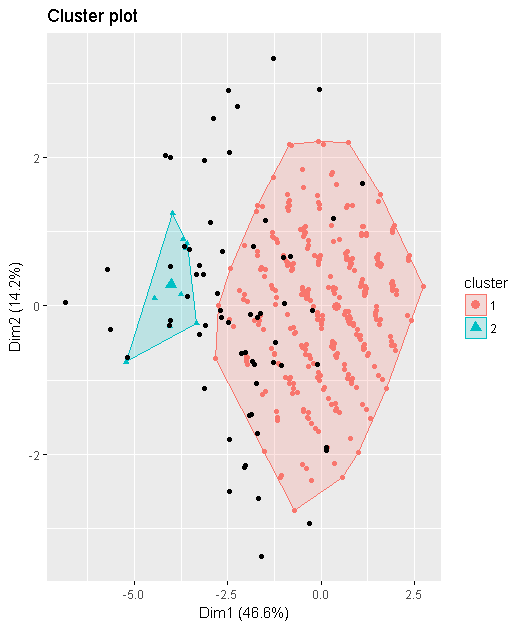 Cluster plot
Dim2 (14.2%)
2
0
-2
-5.0
-2.5
0.0
2.5
Dim1 (46.6%)
cluster
1
2